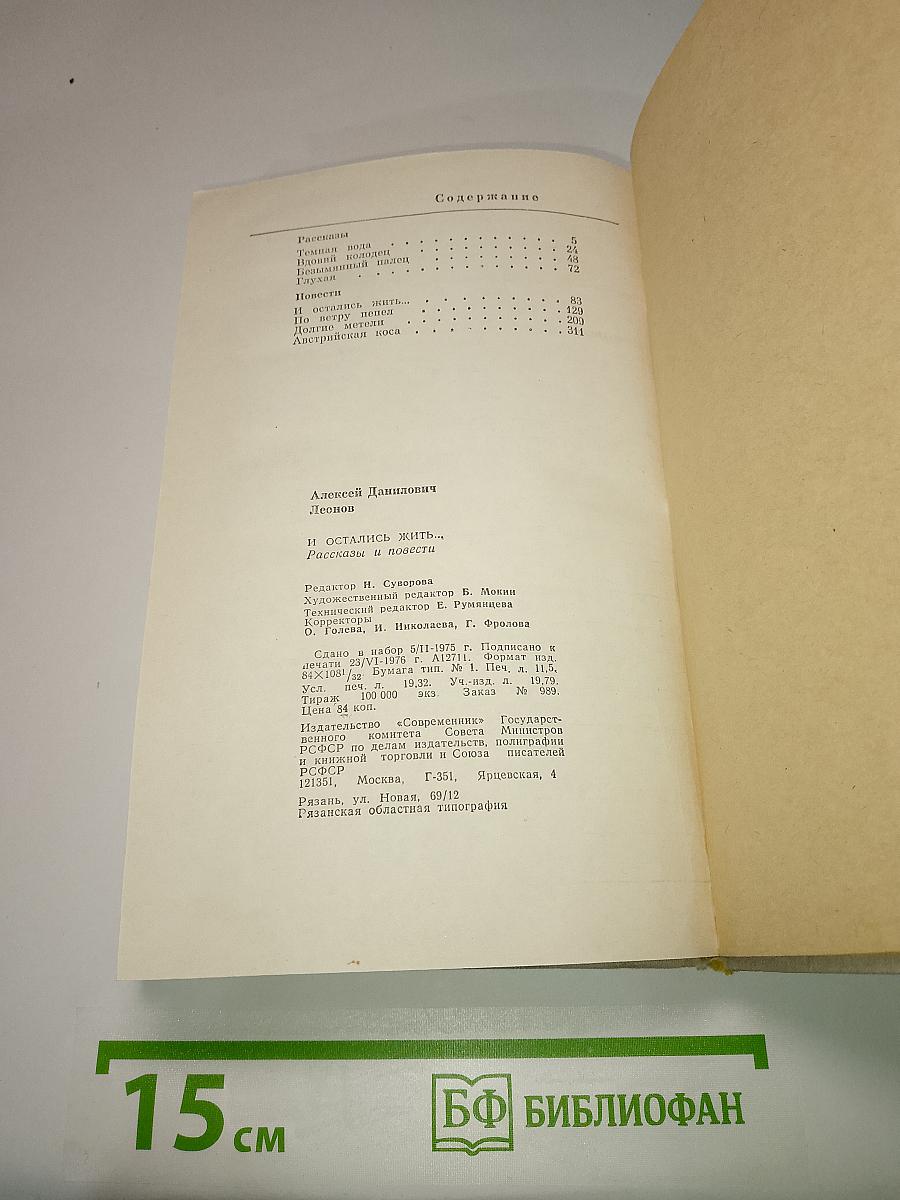 Содержание
Рассказы
Темная вода . . . . . . . . . . . . 5
Вдовий колодец . . . . . . . . . . 24
Безымянный палец . . . . . . . . . 48
Глухая . . . . . . . . . . . . . 72
Повести
И остались жить... . . . . . . . . . 83
По ветру пепел . . . . . . . . . . 129
Долгие метели . . . . . . . . . . . 209
Австрийская коса . . . . . . . . . 311
Алексей Данилович
Леонов
И ОСТАЛИСЬ ЖИТЬ...
Рассказы и повести
Редактор Н. Суворова
Художественный редактор Б. Мокин
Технический редактор Е. Румянцева
Корректоры
О. Голева, И. Николаева, Г. Фролова
Сдано в набор 5/II-1975 г. Подписано к
печати 23/VI-1976 г. А12711. Формат изд.
84×108¹/₃₂. Бумага тип. № 1. Печ. л. 11,5.
Усл. печ. л. 19,32. Уч.-изд. л. 19,79.
Тираж 100 000 экз. Заказ № 989.
Цена 84 коп.
Издательство «Современник» Государст-
венного комитета Совета Министров
РСФСР по делам издательств, полиграфии
и книжной торговли и Союза писателей
РСФСР
121351, Москва, Г-351, Ярцевская, 4
Рязань, ул. Новая, 69/12
Рязанская областная типография
15 см
БФ БИБЛИОФАН